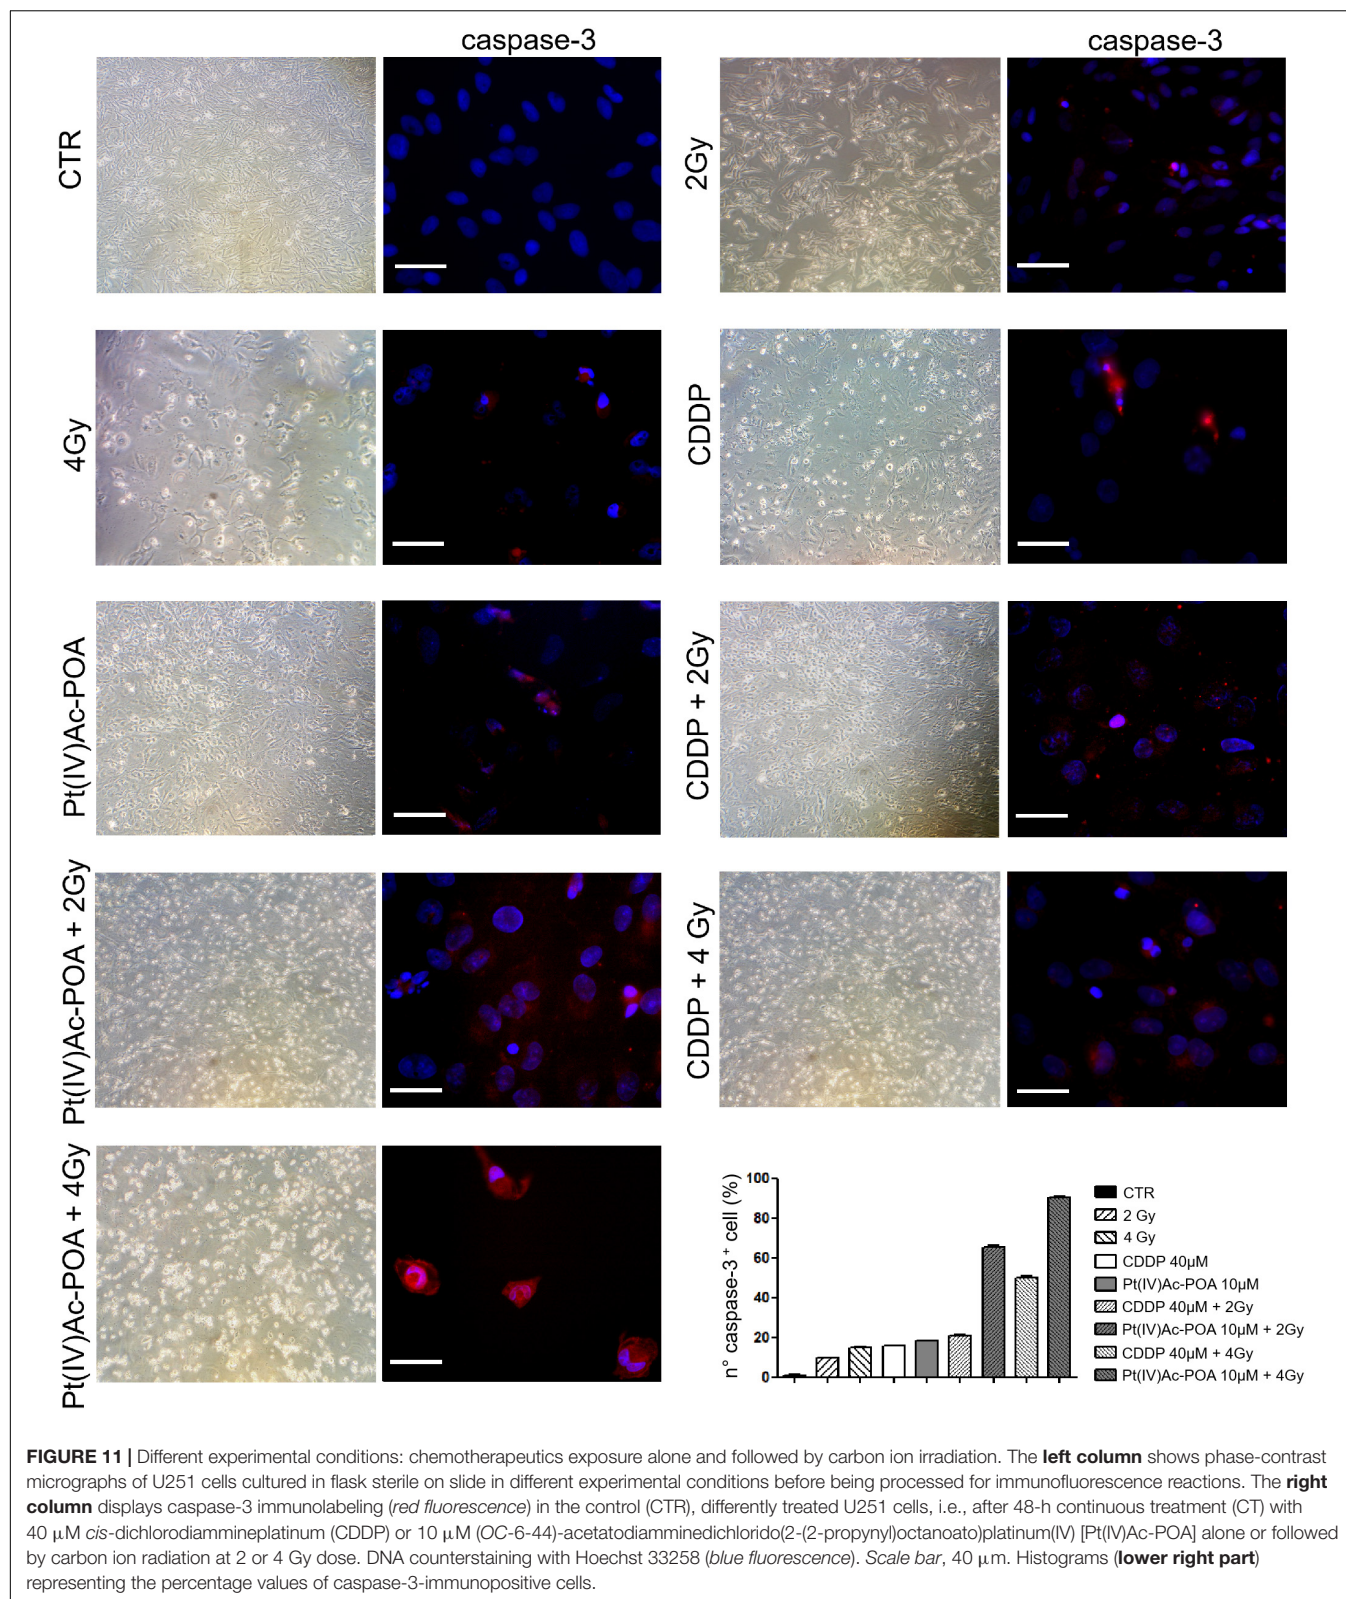 caspase-3
caspase-3
CTR
2Gy
4Gy
CDDP
Pt(IV)Ac-POA
CDDP + 2Gy
Pt(IV)Ac-POA + 2Gy
CDDP + 4 Gy
Pt(IV)Ac-POA + 4Gy
n° caspase-3 + cell (%)
100
80
60
40
20
0
CTR
2 Gy
4 Gy
CDDP 40µM
Pt(IV)Ac-POA 10µM
CDDP 40µM + 2Gy
Pt(IV)Ac-POA 10µM + 2Gy
CDDP 40µM + 4Gy
Pt(IV)Ac-POA 10µM + 4Gy
FIGURE 11 | Different experimental conditions: chemotherapeutics exposure alone and followed by carbon ion irradiation. The left column shows phase-contrast
micrographs of U251 cells cultured in flask sterile on slide in different experimental conditions before being processed for immunofluorescence reactions. The right
column displays caspase-3 immunolabeling (red fluorescence) in the control (CTR), differently treated U251 cells, i.e., after 48-h continuous treatment (CT) with
40 µM cis-dichlorodiammineplatinum (CDDP) or 10 µM (OC-6-44)-acetatodiamminedichlorido(2-(2-propynyl)octanoato)platinum(IV) [Pt(IV)Ac-POA] alone or followed
by carbon ion radiation at 2 or 4 Gy dose. DNA counterstaining with Hoechst 33258 (blue fluorescence). Scale bar, 40 µm. Histograms (lower right part)
representing the percentage values of caspase-3-immunopositive cells.